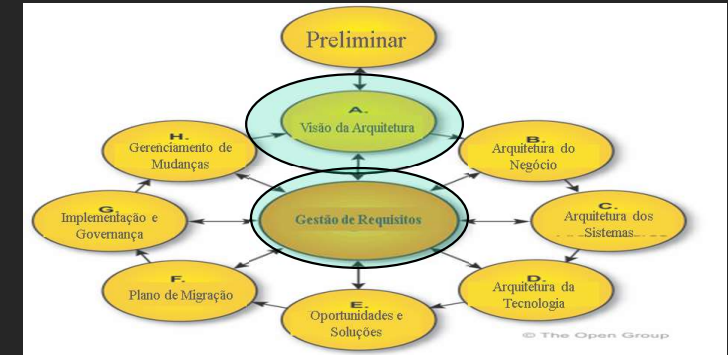 Preliminar
A.
Visão da Arquitetura
H.
Gerenciamento de
Mudanças
B.
Arquitetura do
Negócio
G.
Implementação e
Governança
Gestão de Requisitos
C.
Arquitetura dos
Sistemas
F.
Plano de Migração
E.
Oportunidades e
Soluções
D.
Arquitetura da
Tecnologia
© The Open Group